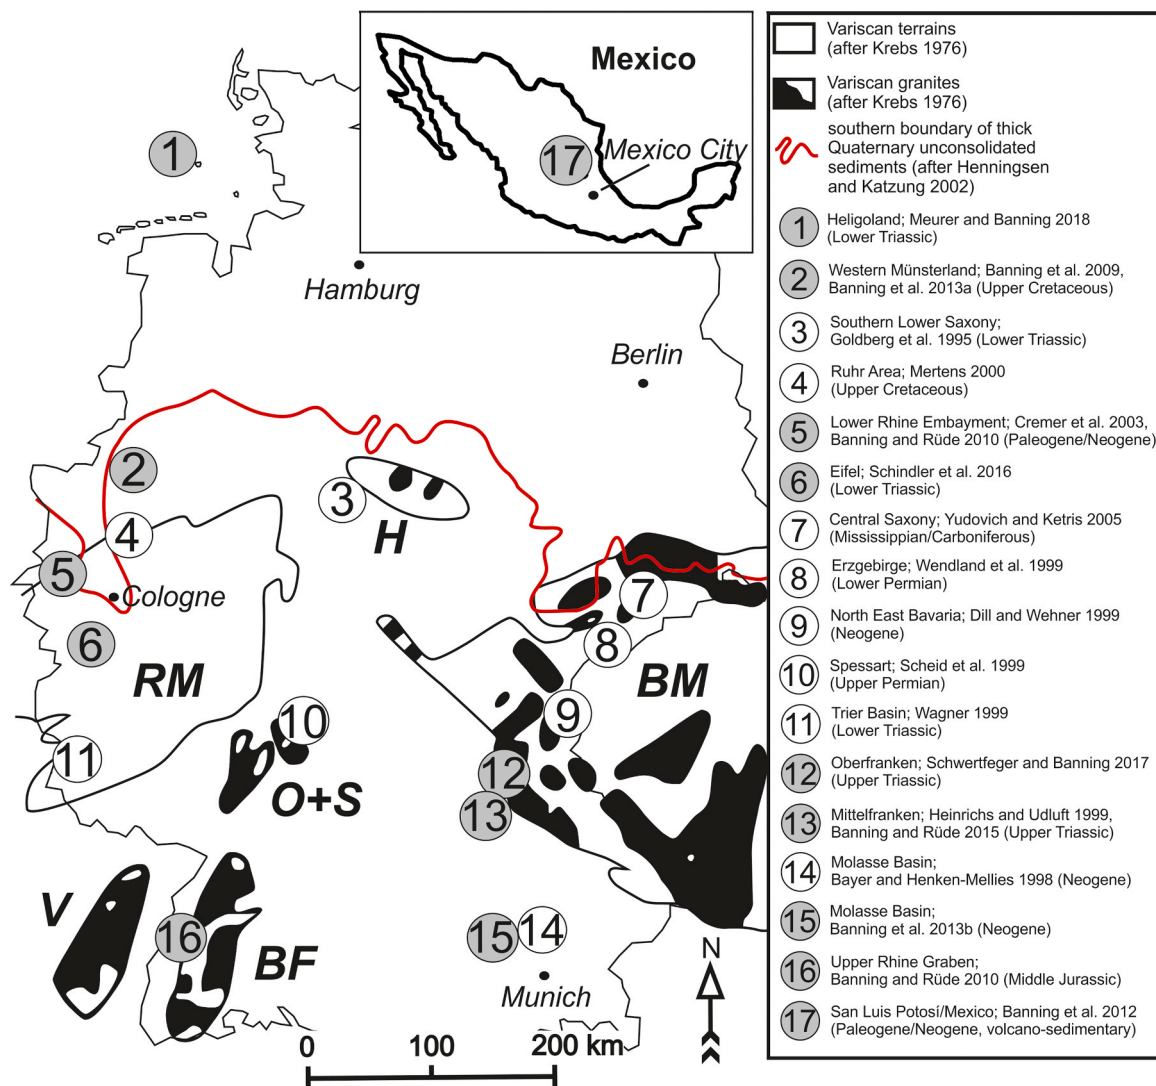 Mexico
Mexico City
17
1
Hamburg
Berlin
2
3
H
4
5
Cologne
6
7
8
RM
BM
9
10
11
12
O+S
13
V
16
BF
15
14
Munich
N
0
100
200 km
Variscan terrains
(after Krebs 1976)
Variscan granites
(after Krebs 1976)
southern boundary of thick
Quaternary unconsolidated
sediments (after Henningsen
and Katzung 2002)
1 Heligoland; Meurer and Banning 2018
(Lower Triassic)
2 Western Münsterland; Banning et al. 2009,
Banning et al. 2013a (Upper Cretaceous)
3 Southern Lower Saxony;
Goldberg et al. 1995 (Lower Triassic)
4 Ruhr Area; Mertens 2000
(Upper Cretaceous)
5 Lower Rhine Embayment; Cremer et al. 2003,
Banning and Rüde 2010 (Paleogene/Neogene)
6 Eifel; Schindler et al. 2016
(Lower Triassic)
7 Central Saxony; Yudovich and Ketris 2005
(Mississippian/Carboniferous)
8 Erzgebirge; Wendland et al. 1999
(Lower Permian)
9 North East Bavaria; Dill and Wehner 1999
(Neogene)
10 Spessart; Scheid et al. 1999
(Upper Permian)
11 Trier Basin; Wagner 1999
(Lower Triassic)
12 Oberfranken; Schwertfeger and Banning 2017
(Upper Triassic)
13 Mittelfranken; Heinrichs and Udluft 1999,
Banning and Rüde 2015 (Upper Triassic)
14 Molasse Basin;
Bayer and Henken-Mellies 1998 (Neogene)
15 Molasse Basin;
Banning et al. 2013b (Neogene)
16 Upper Rhine Graben;
Banning and Rüde 2010 (Middle Jurassic)
17 San Luis Potosí/Mexico; Banning et al. 2012
(Paleogene/Neogene, volcano-sedimentary)